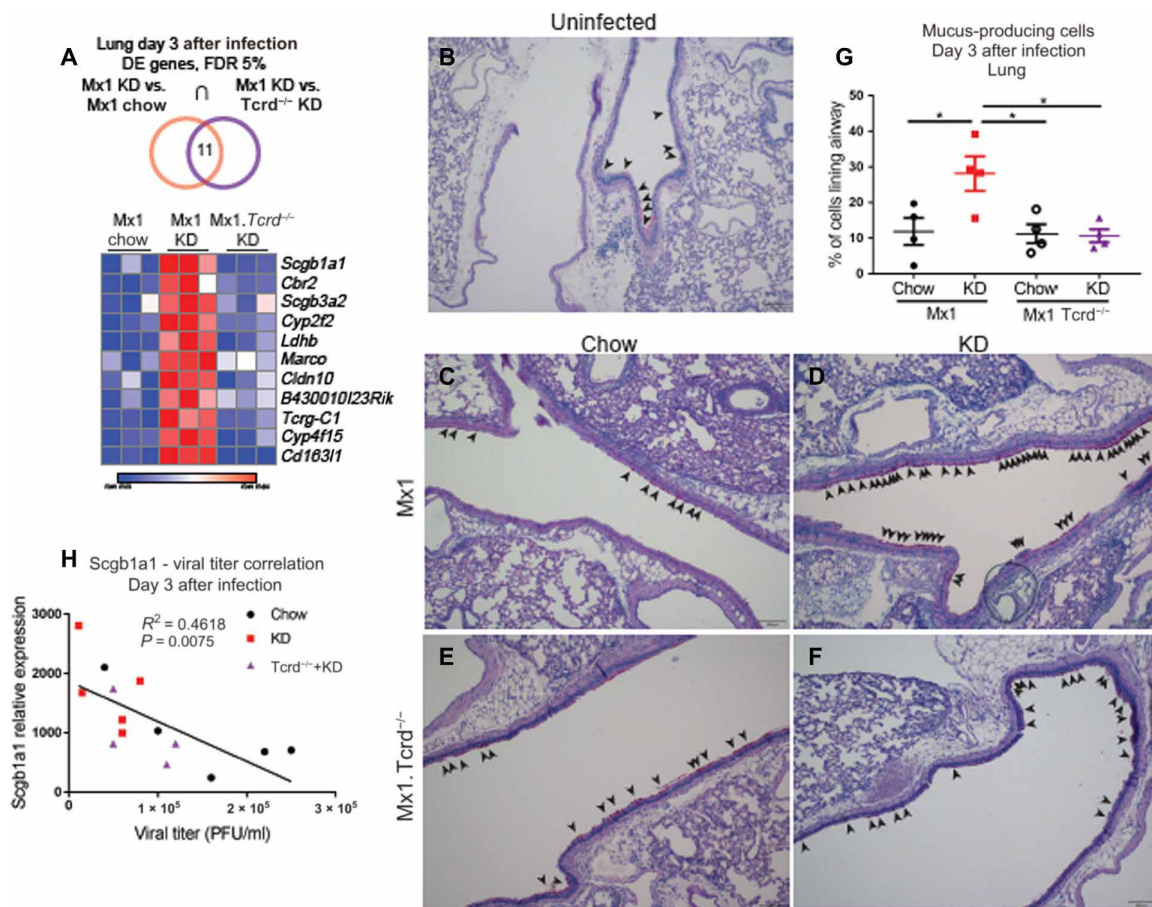 A
Lung day 3 after infection
DE genes, FDR 5%
Mx1 KD vs. ∩ Mx1 KD vs.
Mx1 chow Tcrd⁻/⁻ KD
11
Mx1 Mx1 Mx1.Tcrd⁻/⁻
chow KD KD
Scgb1a1
Cbr2
Scgb3a2
Cyp2f2
Ldhb
Marco
Cldn10
B430010I23Rik
Tcrg-C1
Cyp4f15
Cd163l1
Uninfected
B
G
Mucus-producing cells
Day 3 after infection
Lung
% of cells lining airway
50
40
30
20
10
0
* * *
Chow KD Chow KD
Mx1 Mx1 Tcrd⁻/⁻
Chow KD
Mx1
C
D
Mx1.Tcrd⁻/⁻
E
F
H
Scgb1a1 - viral titer correlation
Day 3 after infection
Scgb1a1 relative expression
3000
2000
1000
0
R² = 0.4618
P = 0.0075
Chow
KD
Tcrd⁻/⁻+KD
0 1 × 10⁵ 2 × 10⁵ 3 × 10⁵
Viral titer (PFU/ml)